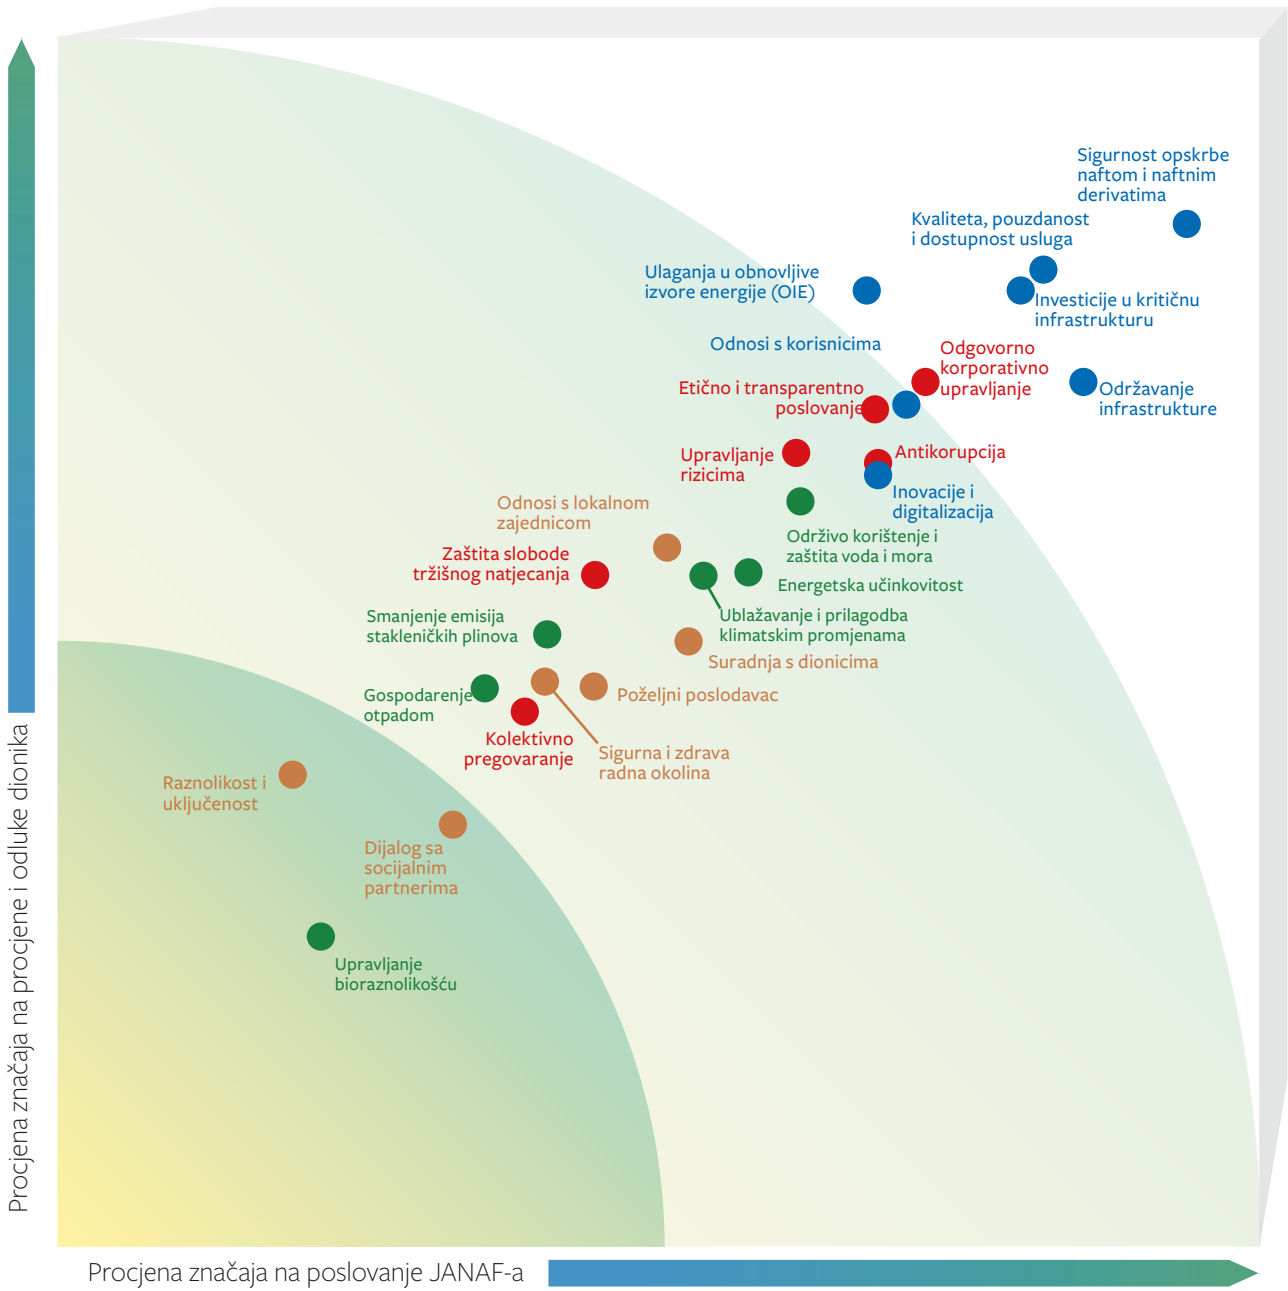 Sigurnost opskrbe
naftom i naftnim
derivatima
Kvaliteta, pouzdanost
i dostupnost usluga
Ulaganja u obnovljive
izvore energije (OIE)
Investicije u kritičnu
infrastrukturu
Odnosi s korisnicima
Odgovorno
korporativno
upravljanje
Etično i transparentno
poslovanje
Održavanje
infrastrukture
Upravljanje
rizicima
Antikorupcija
Inovacije i
digitalizacija
Odnosi s lokalnom
zajednicom
Održivo korištenje i
zaštita voda i mora
Zaštita slobode
tržišnog natjecanja
Energetska učinkovitost
Smanjenje emisija
stakleničkih plinova
Ublažavanje i prilagodba
klimatskim promjenama
Suradnja s dionicima
Gospodarenje
otpadom
Poželjni poslodavac
Kolektivno
pregovaranje
Sigurna i zdrava
radna okolina
Raznolikost i
uključenost
Dijalog sa
socijalnim
partnerima
Upravljanje
bioraznolikošću
Procjena značaja na procjene i odluke dionika
Procjena značaja na poslovanje JANAF-a